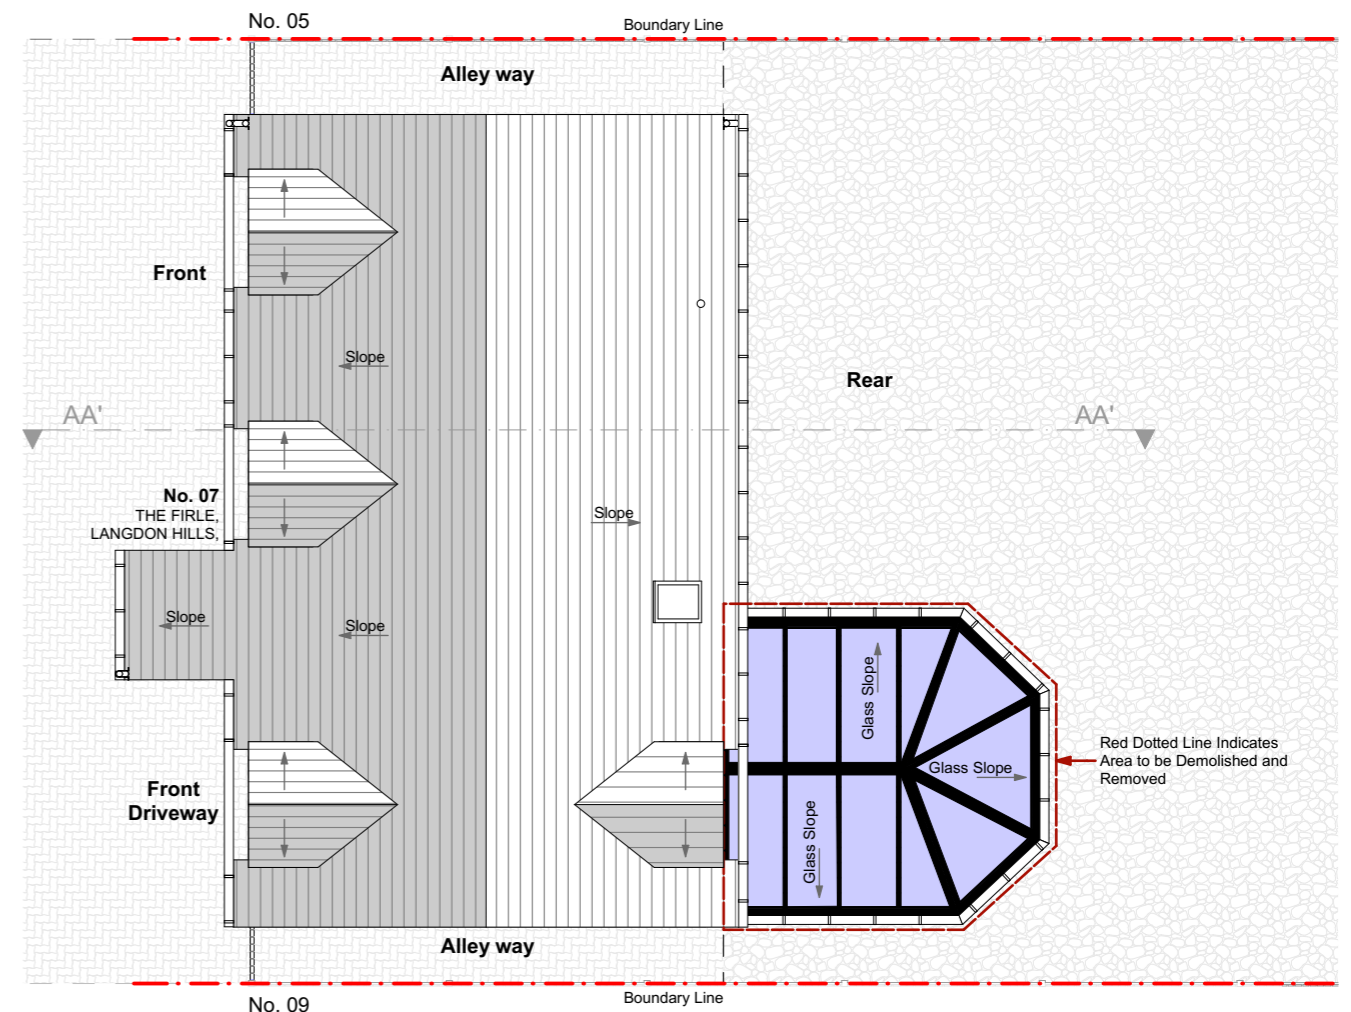 No. 05
Boundary Line
Alley way
Front
Slope
Rear
AA'
AA'
No. 07
THE FIRLE,
LANGDON HILLS,
Slope
Slope
Slope
Glass Slope
Glass Slope
Glass Slope
Red Dotted Line Indicates
Area to be Demolished and
Removed
Front
Driveway
Alley way
Boundary Line
No. 09